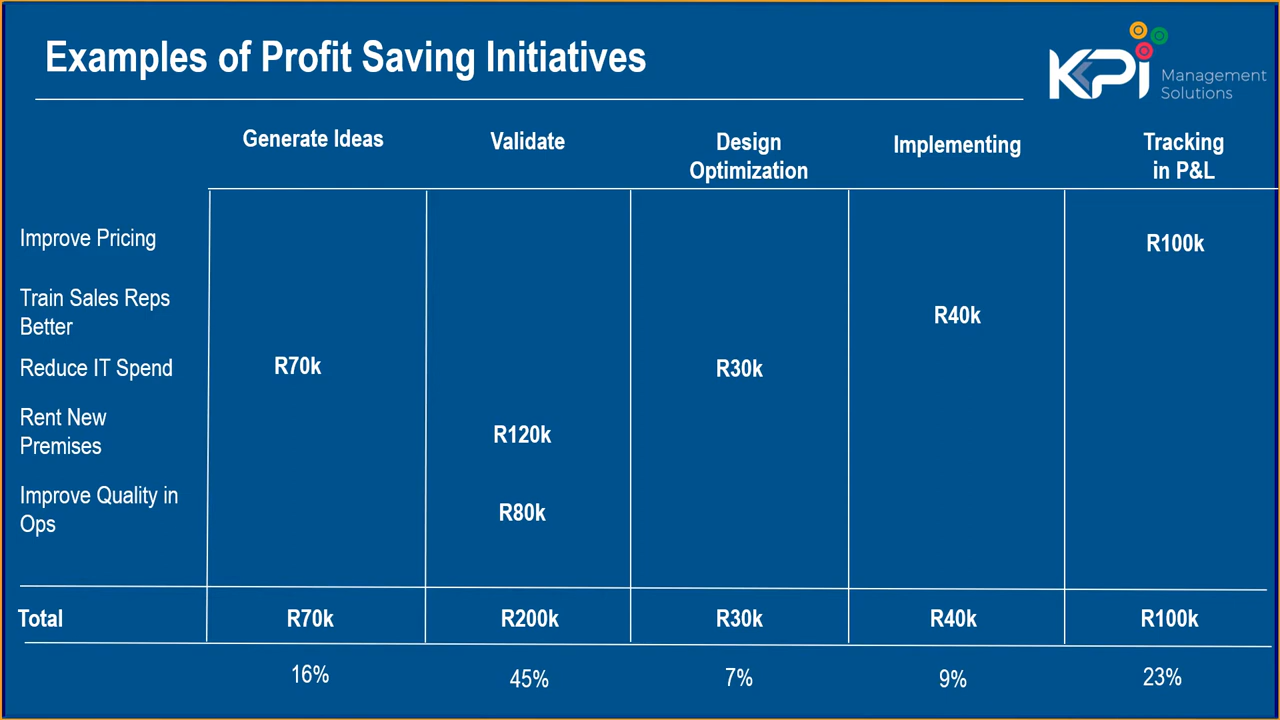 Examples of Profit Saving Initiatives
KPi
Management
Solutions
Generate Ideas
Validate
Design
Optimization
Implementing
Tracking
in P&L
Improve Pricing
R100k
Train Sales Reps
Better
R40k
Reduce IT Spend
R70k
R30k
Rent New
Premises
R120k
Improve Quality in
Ops
R80k
Total
R70k
R200k
R30k
R40k
R100k
16%
45%
7%
9%
23%